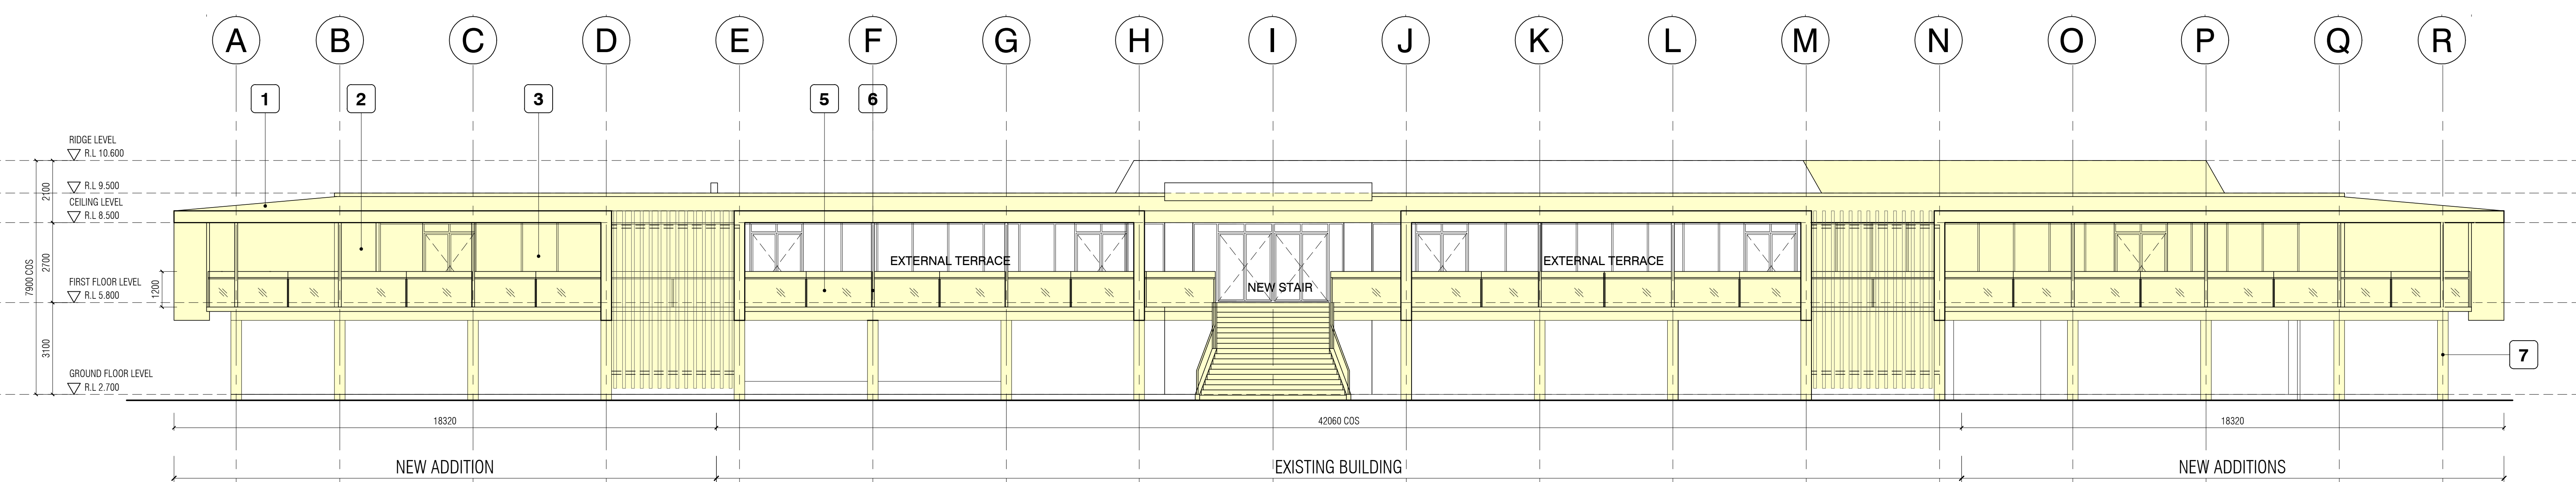 A B C D E F G H I J K L M N O P Q R
1 2 3 5 6
RIDGE LEVEL
R.L 10.600
R.L 9.500
CEILING LEVEL
R.L 8.500
2100
EXTERNAL TERRACE
EXTERNAL TERRACE
7900 COS
2700
FIRST FLOOR LEVEL
R.L 5.800
1200
NEW STAIR
3100
7
GROUND FLOOR LEVEL
R.L 2.700
18320
42060 COS
18320
NEW ADDITION
EXISTING BUILDING
NEW ADDITIONS